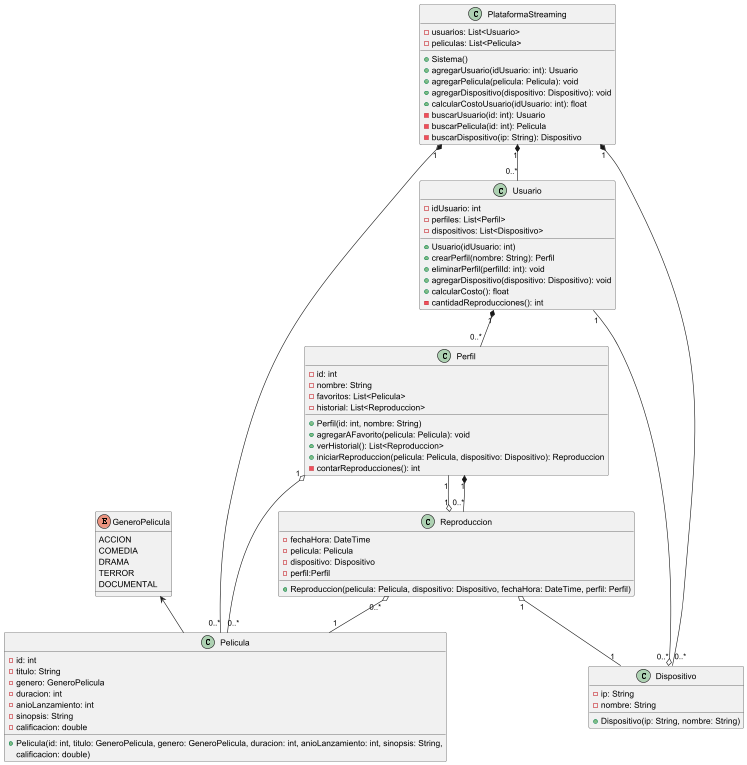 C PlataformaStreaming
usuarios: List<Usuario>
peliculas: List<Pelicula>
Sistema()
agregarUsuario(idUsuario: int): Usuario
agregarPelicula(pelicula: Pelicula): void
agregarDispositivo(dispositivo: Dispositivo): void
calcularCostoUsuario(idUsuario: int): float
buscarUsuario(id: int): Usuario
buscarPelicula(id: int): Pelicula
buscarDispositivo(ip: String): Dispositivo
1 1 1
0..*
C Usuario
idUsuario: int
perfiles: List<Perfil>
dispositivos: List<Dispositivo>
Usuario(idUsuario: int)
crearPerfil(nombre: String): Perfil
eliminarPerfil(perfilId: int): void
agregarDispositivo(dispositivo: Dispositivo): void
calcularCosto(): float
cantidadReproducciones(): int
1 1
0..*
C Perfil
id: int
nombre: String
favoritos: List<Pelicula>
historial: List<Reproduccion>
Perfil(id: int, nombre: String)
agregarAFavorito(pelicula: Pelicula): void
verHistorial(): List<Reproduccion>
iniciarReproduccion(pelicula: Pelicula, dispositivo: Dispositivo): Reproduccion
contarReproducciones(): int
1 1 1
1 0..*
E GeneroPelicula
ACCION
COMEDIA
DRAMA
TERROR
DOCUMENTAL
C Reproduccion
fechaHora: DateTime
pelicula: Pelicula
dispositivo: Dispositivo
perfil:Perfil
Reproduccion(pelicula: Pelicula, dispositivo: Dispositivo, fechaHora: DateTime, perfil: Perfil)
0..* 1
0..* 0..* 1
1 0..* 0..*
C Pelicula
id: int
titulo: String
genero: GeneroPelicula
duracion: int
anioLanzamiento: int
sinopsis: String
calificacion: double
Pelicula(id: int, titulo: GeneroPelicula, genero: GeneroPelicula, duracion: int, anioLanzamiento: int, sinopsis: String,
calificacion: double)
C Dispositivo
ip: String
nombre: String
Dispositivo(ip: String, nombre: String)